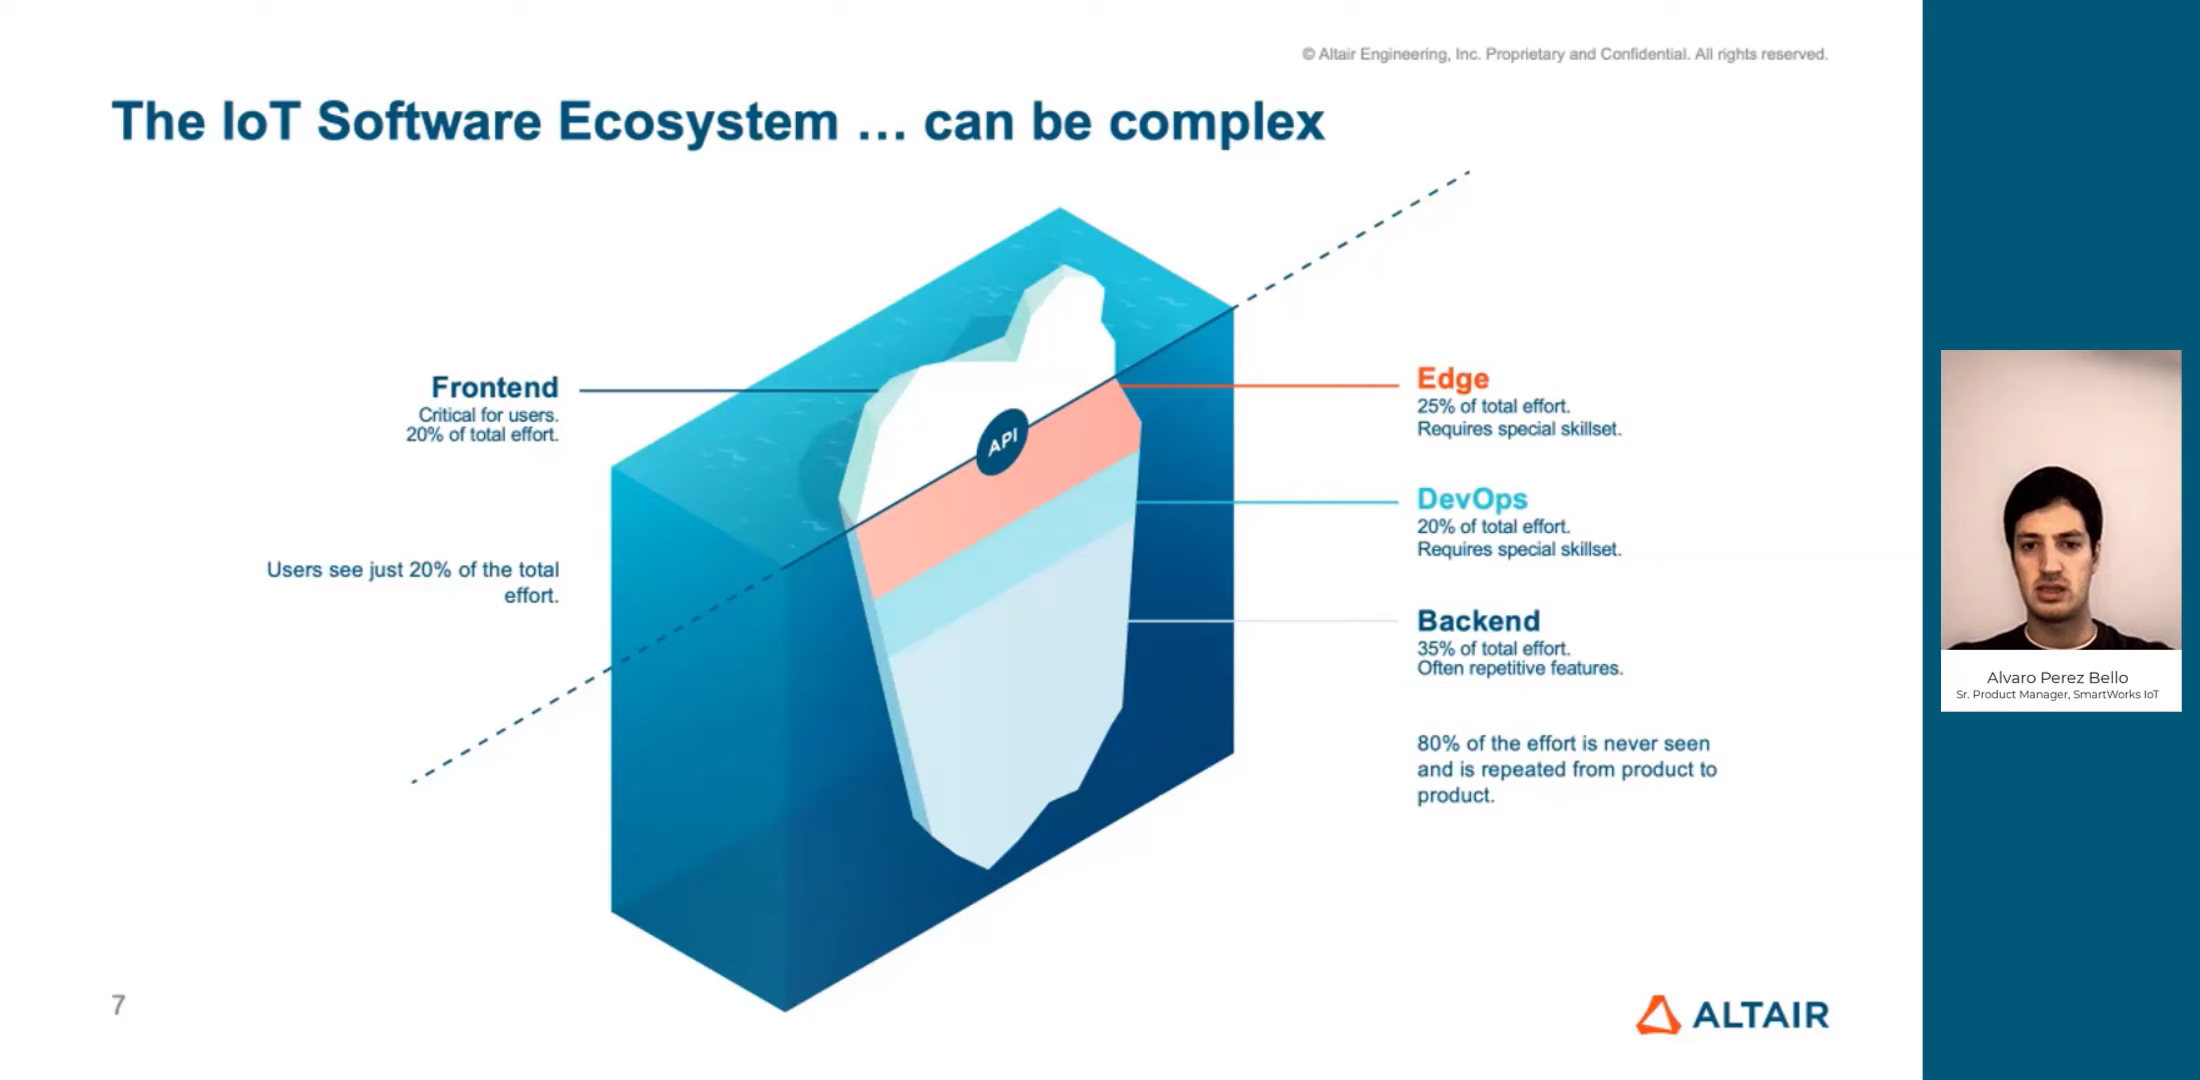 © Altair Engineering, Inc. Proprietary and Confidential. All rights reserved.
The IoT Software Ecosystem ... can be complex
Frontend
Critical for users.
20% of total effort.
Users see just 20% of the total
effort.
API
Edge
25% of total effort.
Requires special skillset.
DevOps
20% of total effort.
Requires special skillset.
Backend
35% of total effort.
Often repetitive features.
80% of the effort is never seen
and is repeated from product to
product.
Alvaro Perez Bello
Sr. Product Manager, SmartWorks IoT
7
ALTAIR